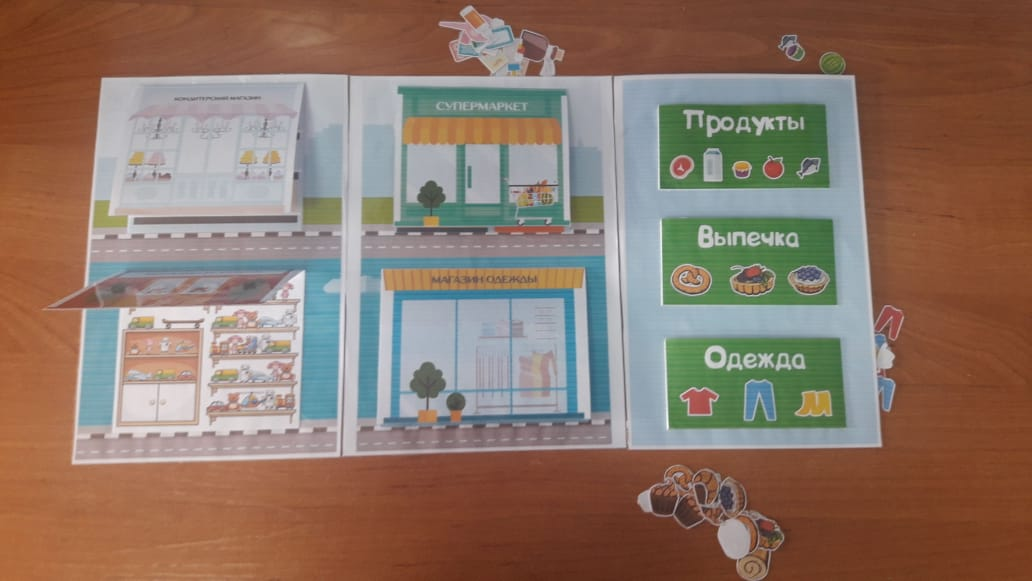 КОНДИТЕРСКИЙ МАГАЗИН
СУПЕРМАРКЕТ
МАГАЗИН ОДЕЖДЫ
Продукты
Выпечка
Одежда